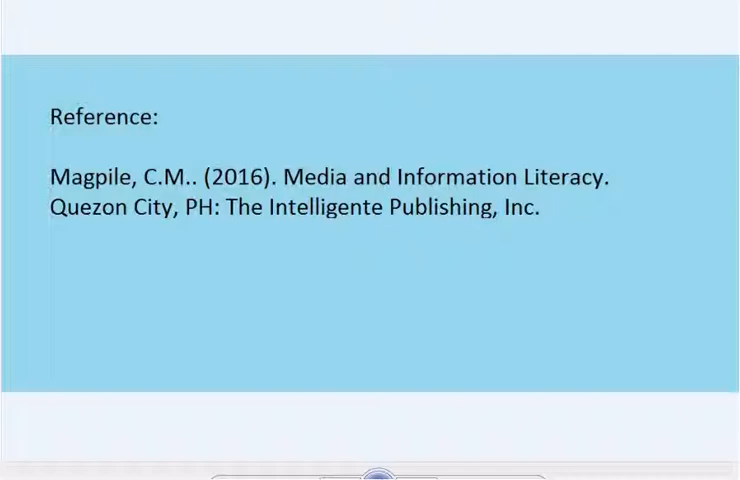 Reference:
Magpile, C.M.. (2016). Media and Information Literacy.
Quezon City, PH: The Intelligente Publishing, Inc.